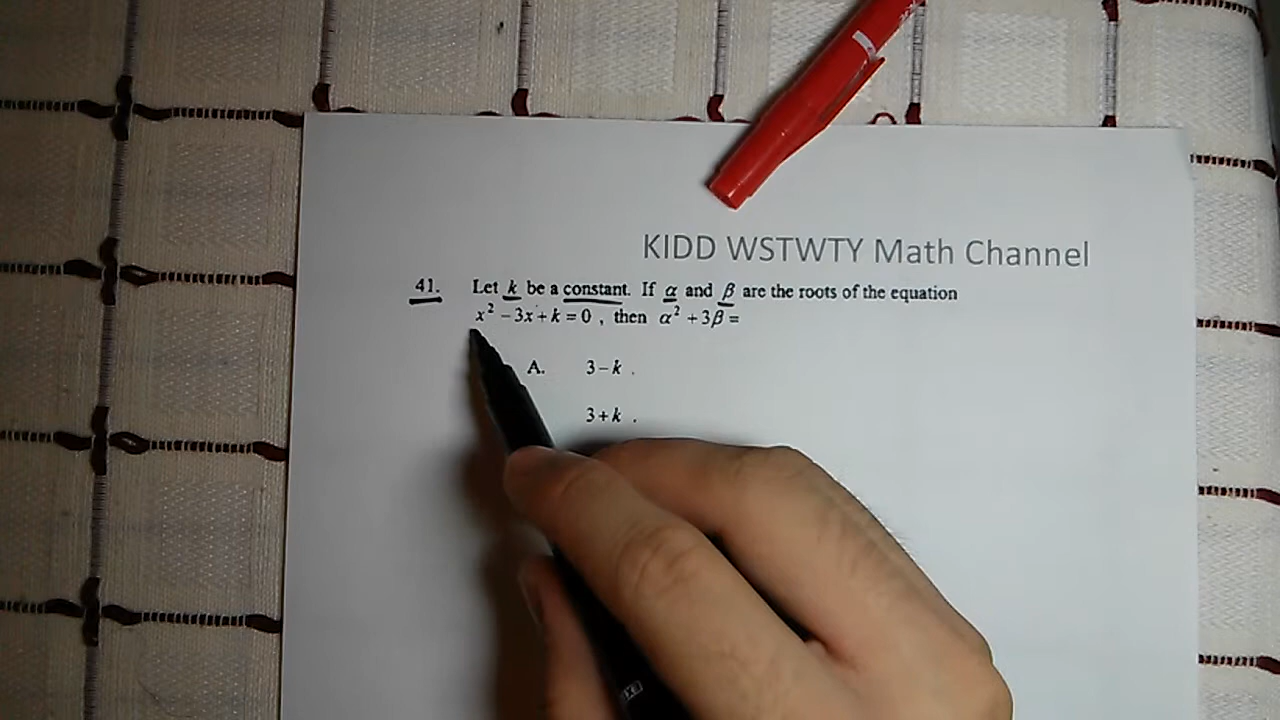 KIDD WSTWTY Math Channel
41. Let k be a constant. If α and β are the roots of the equation
x² − 3x + k = 0 , then α² + 3β =
A. 3 − k .
3 + k .